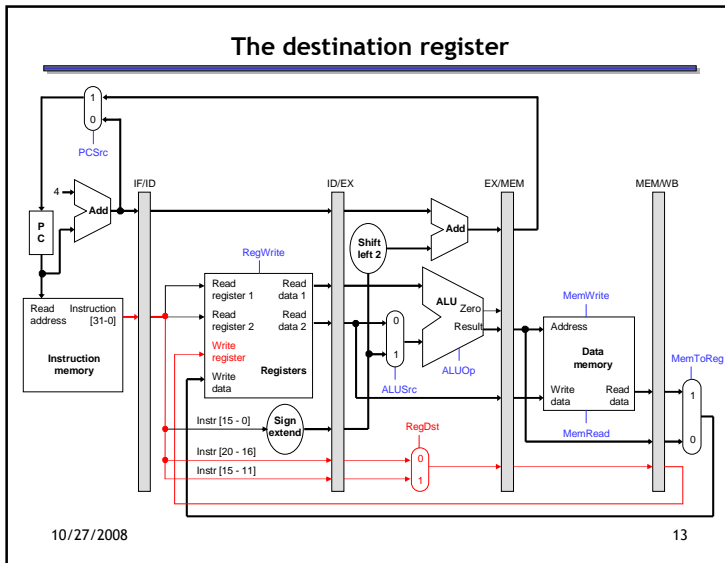 The destination register
1
0
PCSrc
4
Add
P
C
IF/ID
ID/EX
EX/MEM
MEM/WB
Add
Shift
left 2
RegWrite
Read
register 1
Read
data 1
Read
register 2
Read
data 2
Write
register
Registers
Write
data
Read
address
Instruction
[31-0]
Instruction
memory
0
1
ALUSrc
ALU
Zero
Result
ALUOp
MemWrite
Address
Data
memory
Write
data
Read
data
MemRead
MemToReg
1
0
Instr [15 - 0]
Sign
extend
RegDst
Instr [20 - 16]
0
Instr [15 - 11]
1
10/27/2008
13